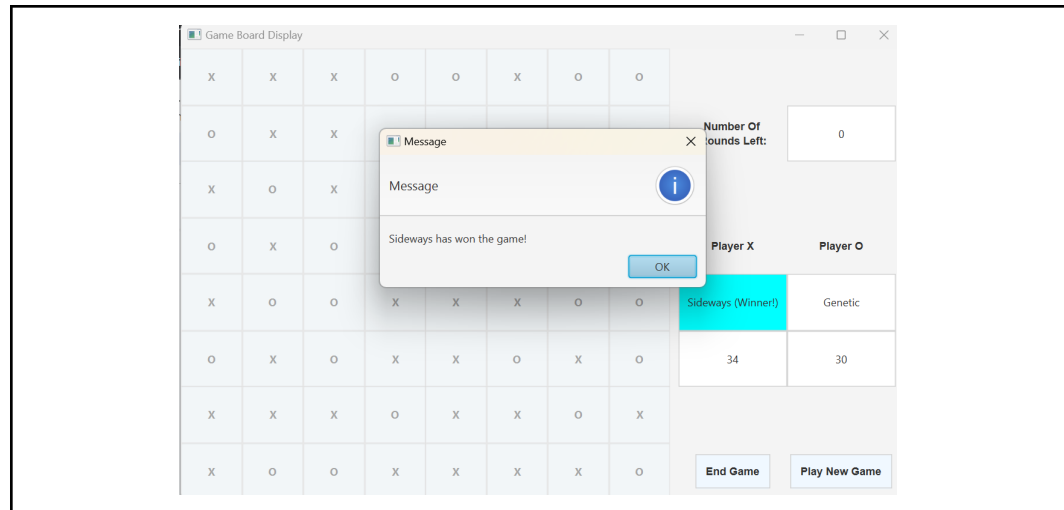 Game Board Display
X X X O O X O O
O X X
Number Of
ounds Left:
0
Message
X O X
Message
Sideways has won the game!
OK
O X O
Player X Player O
X O O X X X O O
Sideways (Winner!) Genetic
O X O X X O X O
34 30
X X X O X X O X
X O O X X X X O
End Game Play New Game